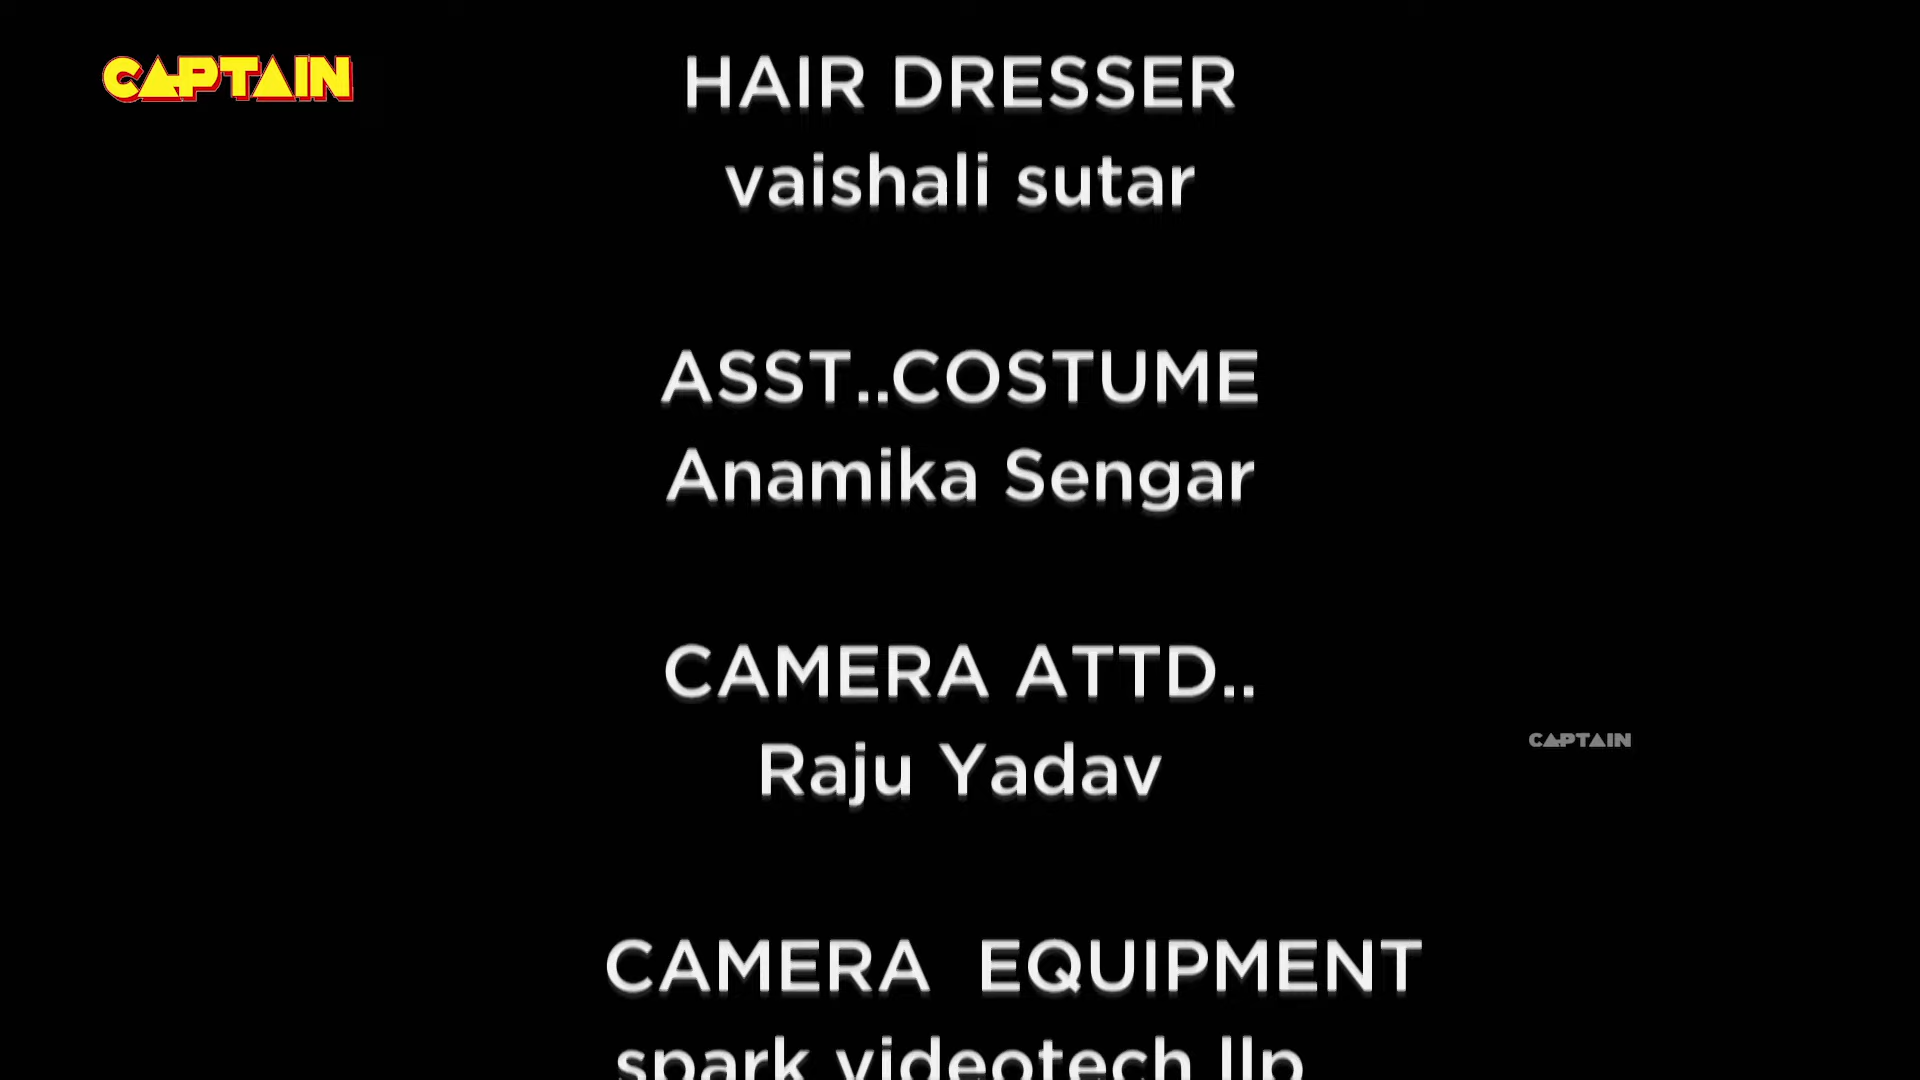 CAPTAIN
HAIR DRESSER
vaishali sutar
ASST..COSTUME
Anamika Sengar
CAMERA ATTD..
Raju Yadav
CAPTAIN
CAMERA  EQUIPMENT
spark videotech llp